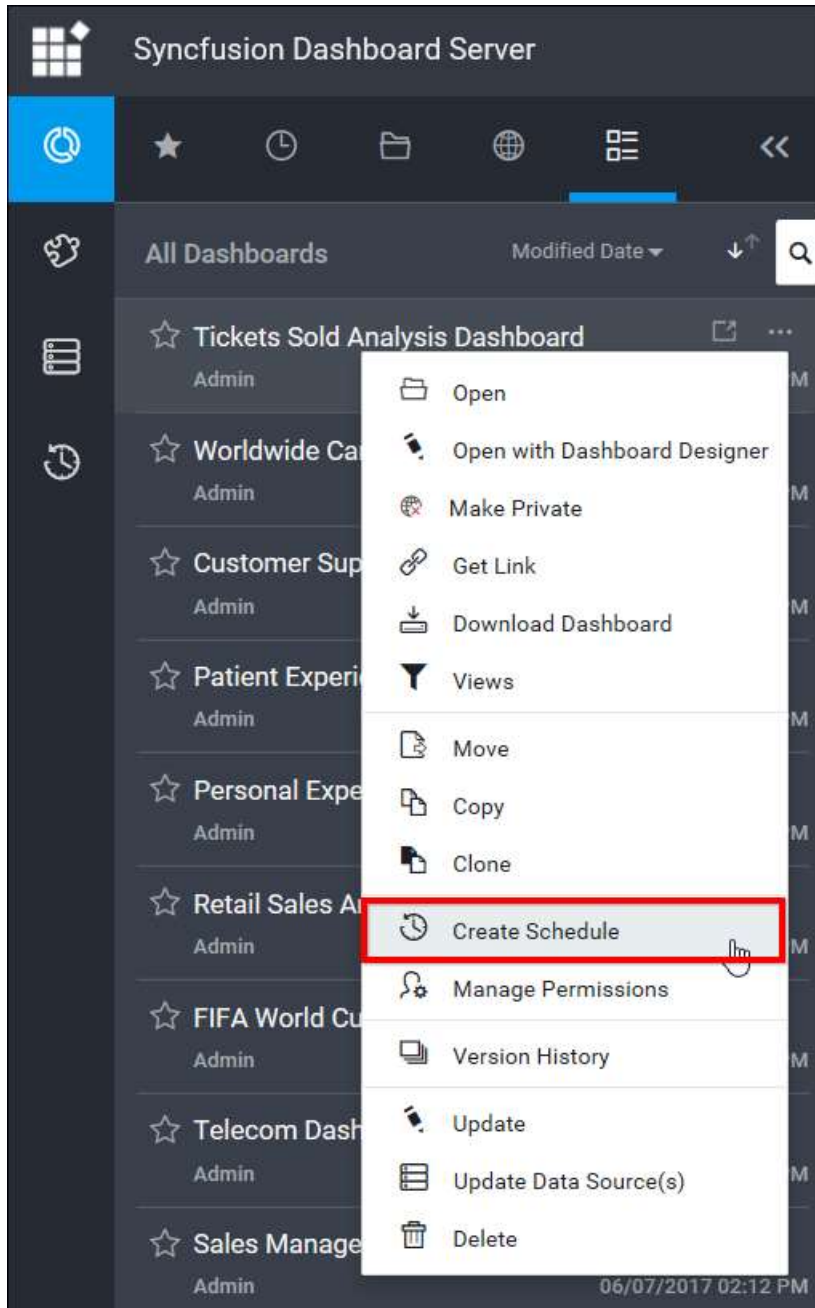 Syncfusion Dashboard Server
All Dashboards Modified Date
Tickets Sold Analysis Dashboard
Admin M
Open
Worldwide Ca
Open with Dashboard Designer
Admin M
Make Private
Customer Sup
Get Link
Admin M
Download Dashboard
Patient Experi
Views
Admin M
Move
Personal Expe
Copy
Admin M
Clone
Retail Sales A
Create Schedule
Admin M
Manage Permissions
FIFA World Cu
Version History
Admin M
Telecom Dash
Update
Admin M
Update Data Source(s)
Sales Manage
Delete
Admin 06/07/2017 02:12 PM